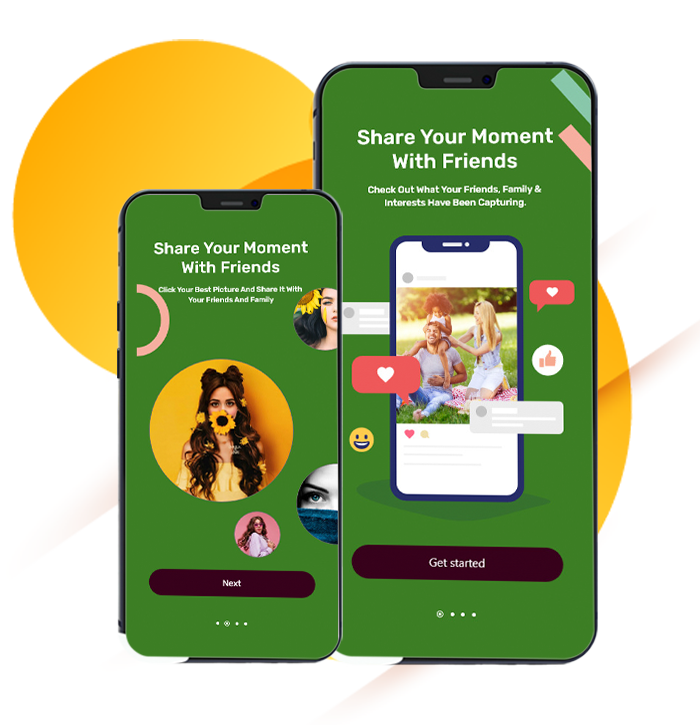 Share Your Moment
With Friends
Check Out What Your Friends, Family &
Interests Have Been Capturing.
Get started
Share Your Moment
With Friends
Click Your Best Picture And Share It With
Your Friends And Family
Next